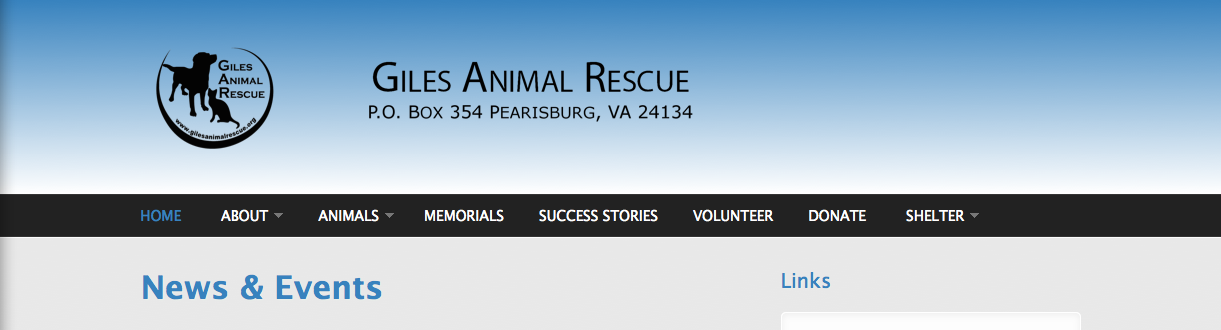 GILES
ANIMAL
RESCUE
www.gilesanimalrescue.org
GILES ANIMAL RESCUE
P.O. BOX 354 PEARISBURG, VA 24134
HOME ABOUT ANIMALS MEMORIALS SUCCESS STORIES VOLUNTEER DONATE SHELTER
News & Events
Links